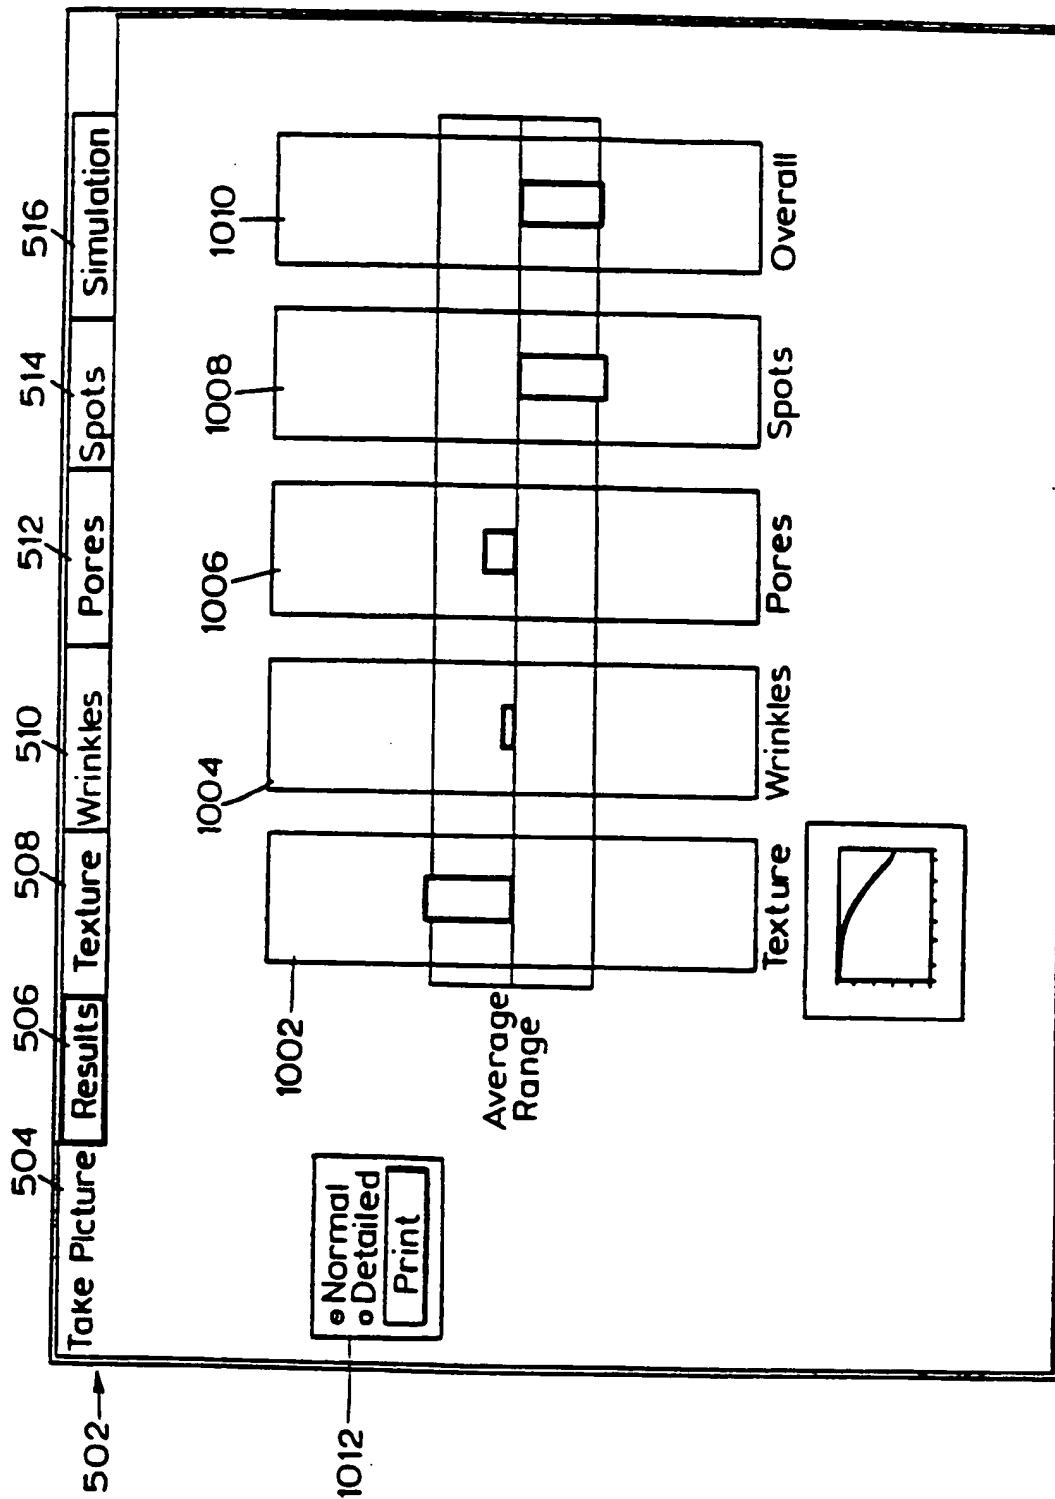 504 506 508 510 512 514 516
502
Take Picture Results Texture Wrinkles Pores Spots Simulation
1002 1004 1006 1008 1010
1012
Normal
Detailed
Print
Average
Range
Texture Wrinkles Pores Spots Overall